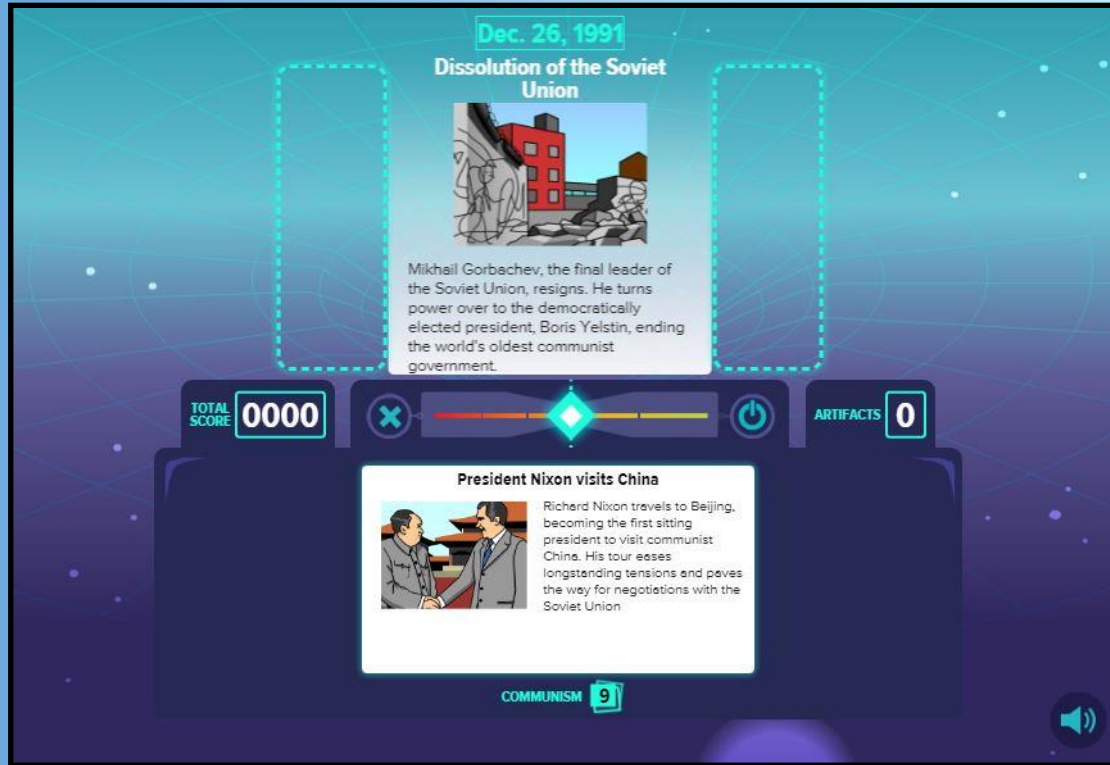 Dec. 26, 1991
Dissolution of the Soviet
Union
Mikhail Gorbachev, the final leader of
the Soviet Union, resigns. He turns
power over to the democratically
elected president, Boris Yelstin, ending
the world's oldest communist
government.
TOTAL
SCORE
0000
ARTIFACTS
0
President Nixon visits China
Richard Nixon travels to Beijing,
becoming the first sitting
president to visit communist
China. His tour eases
longstanding tensions and paves
the way for negotiations with the
Soviet Union
COMMUNISM 9